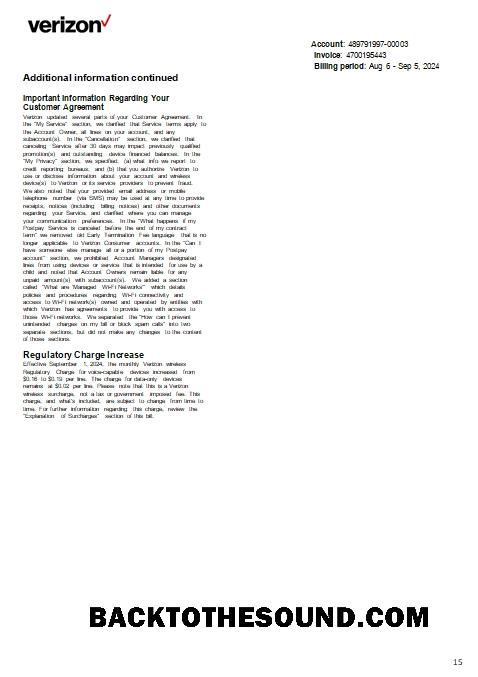 verizon
Account: 489791997-00003
Invoice: 4700195443
Billing period: Aug 6 - Sep 5, 2024
Additional information continued
Important Information Regarding Your
Customer Agreement
Verizon updated several parts of your Customer Agreement. In
the "My Service" section, we clarified that Service terms apply to
the Account Owner, all lines on your account, and any
subaccount(s). In the "Cancellation" section, we clarified that
canceling Service after 30 days may impact previously qualified
promotion(s) and outstanding device financed balances. In the
"My Privacy" section, we specified, (a) what info we report to
credit reporting bureaus, and (b) that you authorize Verizon to
use or disclose information about your account and wireless
device(s) to Verizon or its service providers to prevent fraud.
We also noted that your provided email address or mobile
telephone number (via SMS) may be used at any time to provide
receipts, notices (including billing notices) and other documents
regarding your Service, and clarified where you can manage
your communication preferences. In the "What happens if my
Postpay Service is canceled before the end of my contract
term" we removed old Early Termination Fee language that is no
longer applicable to Verizon Consumer accounts. In the "Can I
have someone else manage all or a portion of my Postpay
account" section, we prohibited Account Managers designated
lines from using devices or service that is intended for use by a
child and noted that Account Owners remain liable for any
unpaid amount(s) with subaccount(s). We added a section
called "What are 'Managed Wi-Fi Networks'" which details
policies and procedures regarding Wi-Fi connectivity and
access to Wi-Fi network(s) owned and operated by entities with
which Verizon has agreements to provide you with access to
those Wi-Fi networks. We separated the "How can I prevent
unintended charges on my bill or block spam calls" into two
separate sections, but did not make any changes to the content
of those sections.
Regulatory Charge Increase
Effective September 1, 2024, the monthly Verizon wireless
Regulatory Charge for voice-capable devices increased from
$0.16 to $0.19 per line. The charge for data-only devices
remains at $0.02 per line. Please note that this is a Verizon
wireless surcharge, not a tax or government imposed fee. This
charge, and what's included, are subject to change from time to
time. For further information regarding this charge, review the
"Explanation of Surcharges" section of this bill.
BACKTOTHESOUND.COM
15